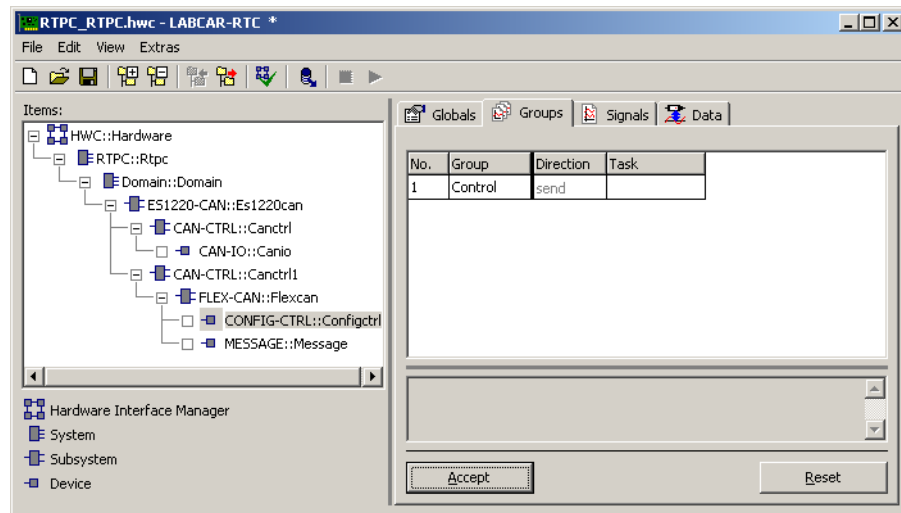 RTPC_RTPC.hwc - LABCAR-RTC *
File Edit View Extras
Items:
HWC::Hardware
RTPC::Rtpc
Domain::Domain
ES1220-CAN::Es1220can
CAN-CTRL::Canctrl
CAN-IO::Canio
CAN-CTRL::Canctrl1
FLEX-CAN::Flexcan
CONFIG-CTRL::Configctrl
MESSAGE::Message
Hardware Interface Manager
System
Subsystem
Device
Globals Groups Signals Data
No. Group Direction Task
1 Control send
Accept Reset